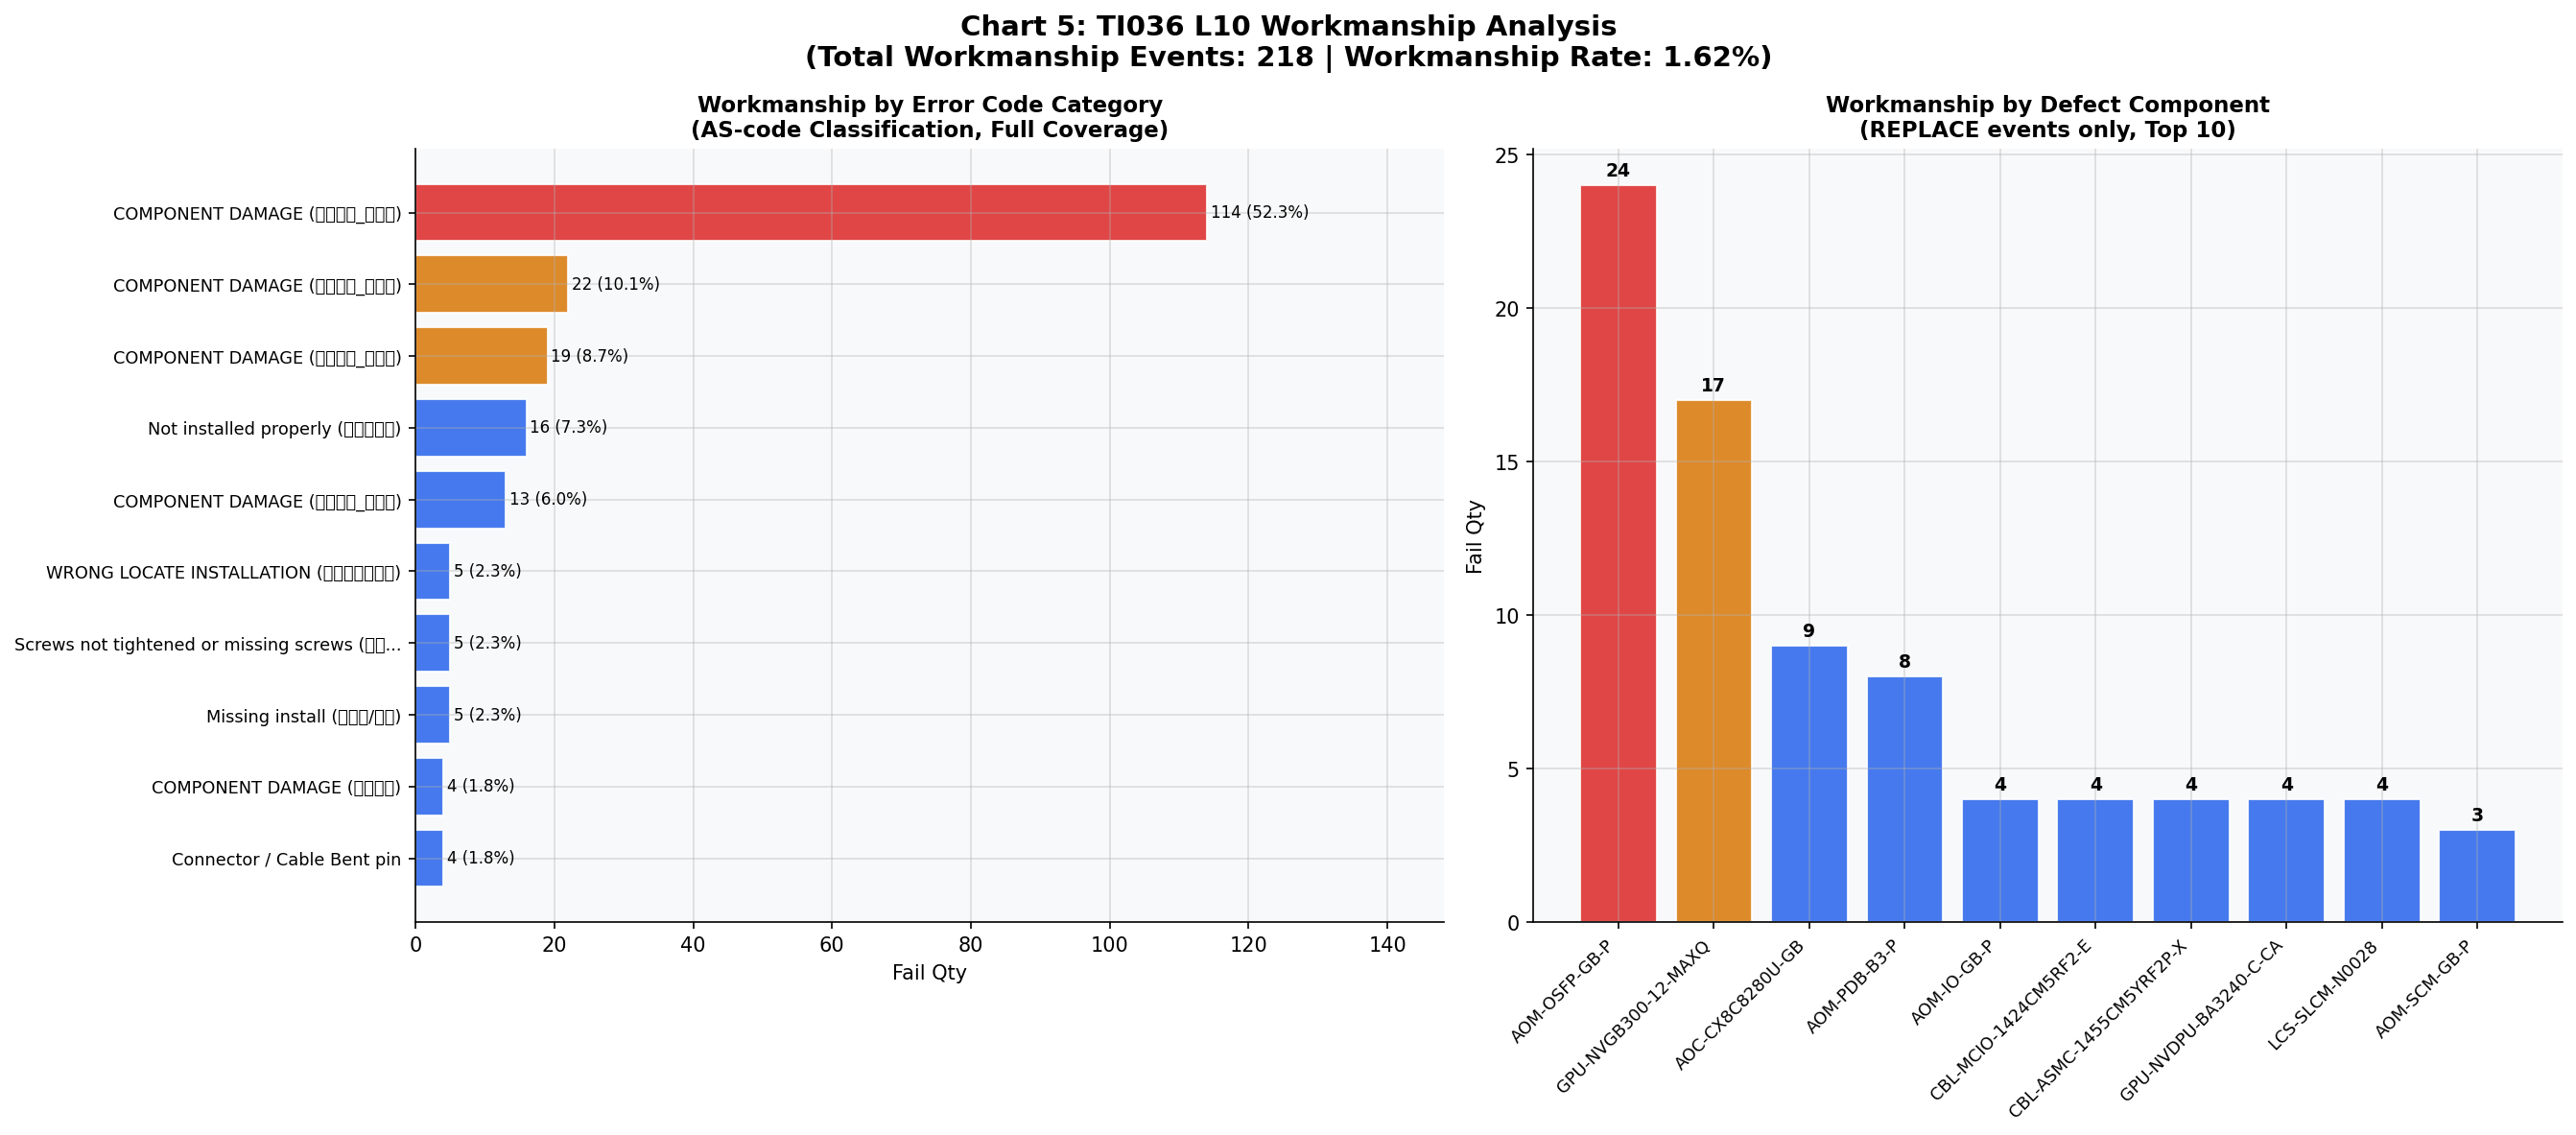 Chart 5: TI036 L10 Workmanship Analysis
(Total Workmanship Events: 218 | Workmanship Rate: 1.62%)
Workmanship by Error Code Category
(AS-code Classification, Full Coverage)
COMPONENT DAMAGE
114 (52.3%)
COMPONENT DAMAGE
22 (10.1%)
COMPONENT DAMAGE
19 (8.7%)
Not installed properly
16 (7.3%)
COMPONENT DAMAGE
13 (6.0%)
WRONG LOCATE INSTALLATION
5 (2.3%)
Screws not tightened or missing screws
5 (2.3%)
Missing install
5 (2.3%)
COMPONENT DAMAGE
4 (1.8%)
Connector / Cable Bent pin
4 (1.8%)
0 20 40 60 80 100 120 140
Fail Qty
Workmanship by Defect Component
(REPLACE events only, Top 10)
Fail Qty
25
20
15
10
5
0
24
17
9
8
4
4
4
4
4
3
AOM-OSFP-GB-P
GPU-NVGB300-12-MAXQ
AOC-CX8C8280U-GB
AOM-PDB-B3-P
AOM-IO-GB-P
CBL-MCIO-1424CM5RF2-E
CBL-ASMC-1455CM5YRF2P-X
GPU-NVDPU-BA3240-C-CA
LCS-SLCM-N0028
AOM-SCM-GB-P